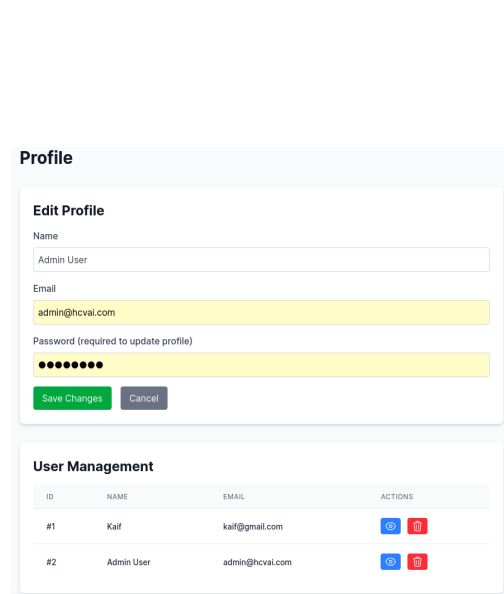 Profile
Edit Profile
Name
Admin User
Email
admin@hcvai.com
Password (required to update profile)
●●●●●●●●
Save Changes Cancel
User Management
ID NAME EMAIL ACTIONS
#1 Kaif kaif@gmail.com
#2 Admin User admin@hcvai.com